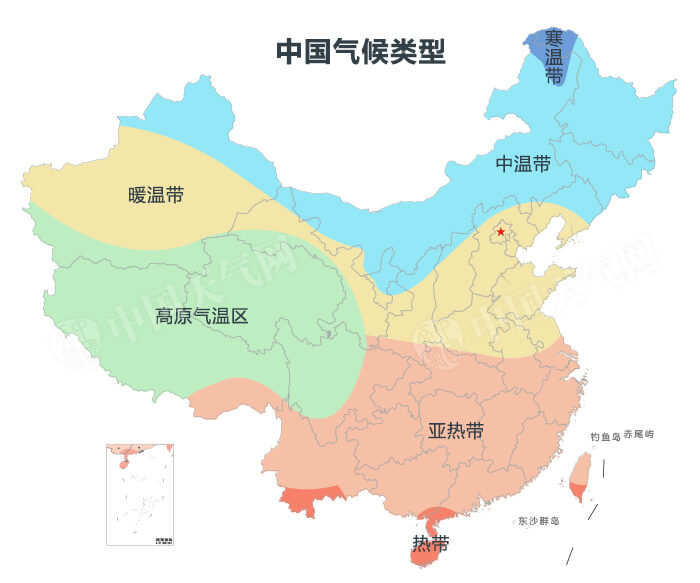 中国气候类型
寒温带
中温带
暖温带
中国天气网
中国天气网
高原气温区
亚热带
钓鱼岛 赤尾屿
东沙群岛
热带